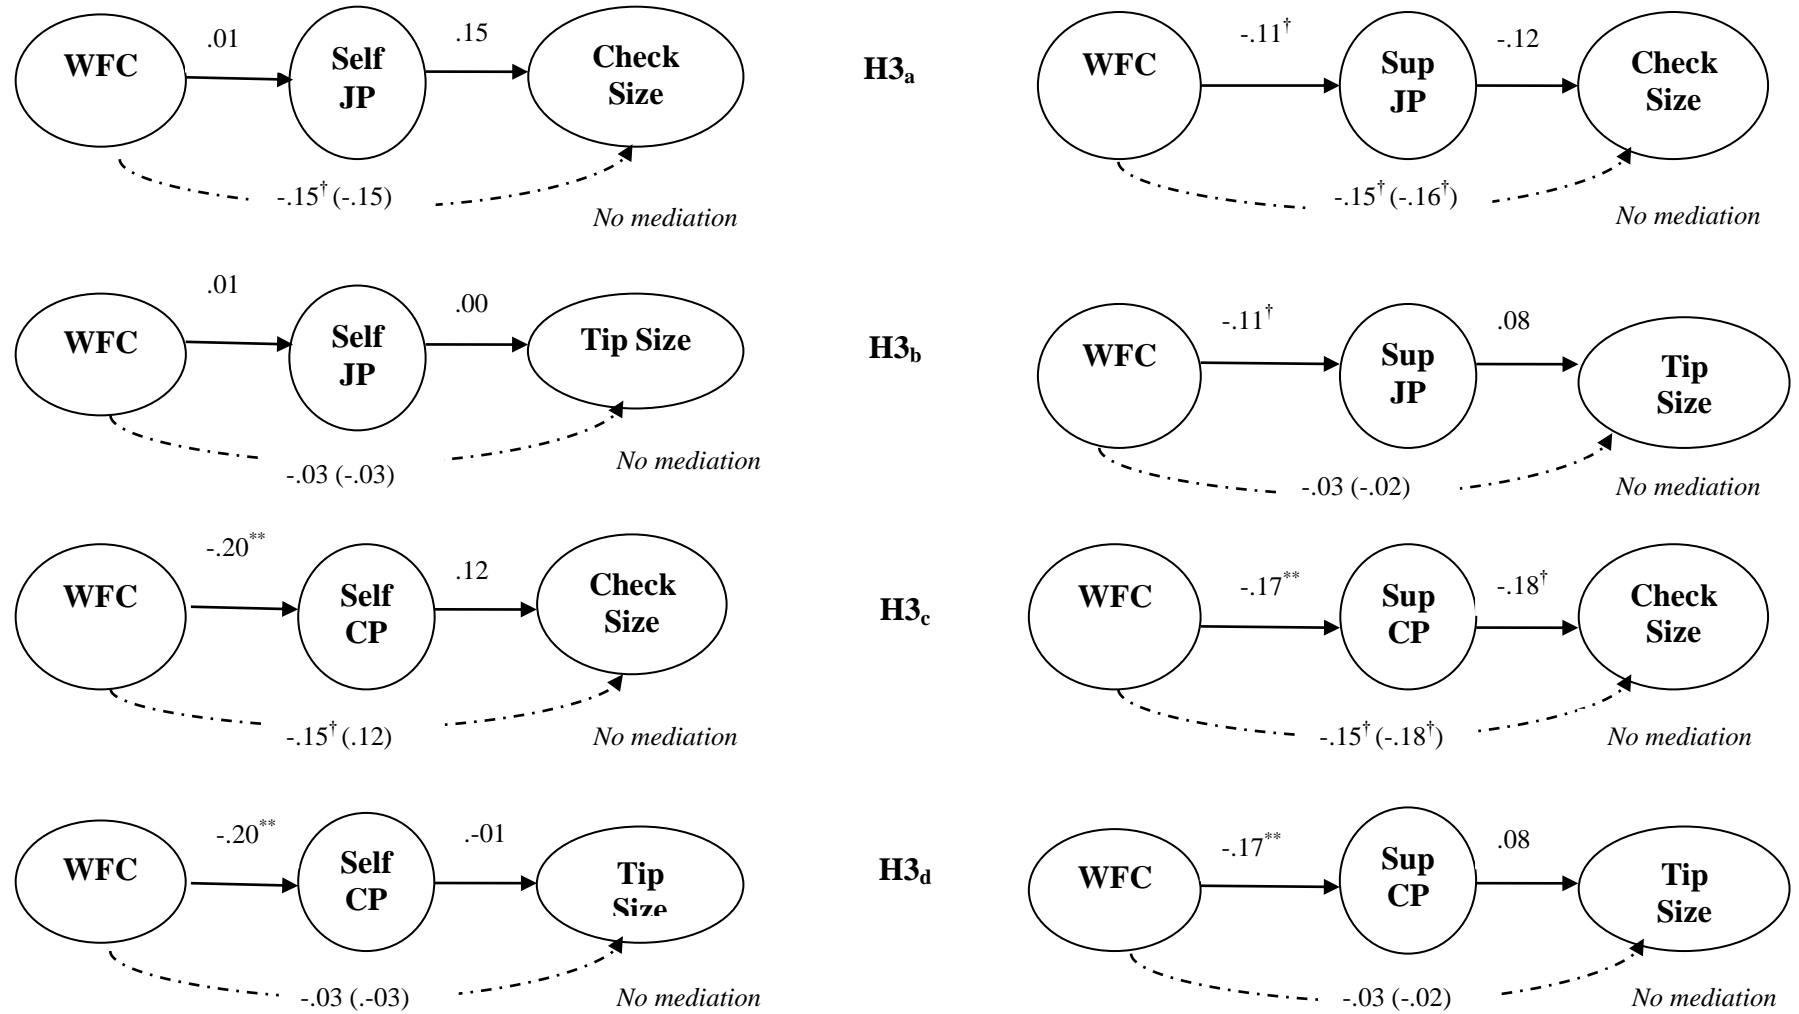 .01
.15
WFC
Self
JP
Check
Size
-.15† (-.15)
No mediation
H3a
-.11†
-.12
WFC
Sup
JP
Check
Size
-.15† (-.16†)
No mediation
.01
.00
WFC
Self
JP
Tip Size
-.03 (-.03)
No mediation
H3b
-.11†
.08
WFC
Sup
JP
Tip
Size
-.03 (-.02)
No mediation
-.20**
.12
WFC
Self
CP
Check
Size
-.15† (.12)
No mediation
H3c
-.17**
-.18†
WFC
Sup
CP
Check
Size
-.15† (-.18†)
No mediation
-.20**
.-01
WFC
Self
CP
Tip
Size
-.03 (.-03)
No mediation
H3d
-.17**
.08
WFC
Sup
CP
Tip
Size
-.03 (-.02)
No mediation